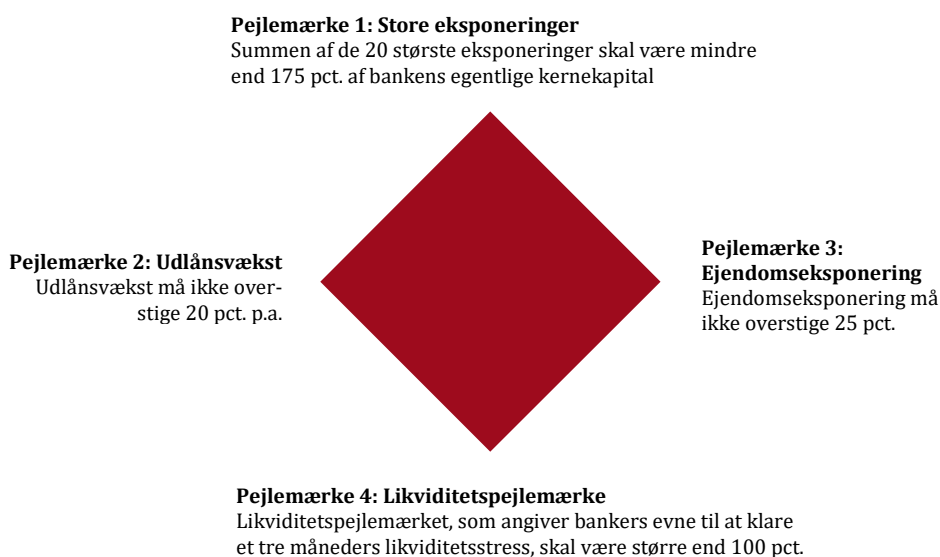 Pejlemærke 1: Store eksponeringer
Summen af de 20 største eksponeringer skal være mindre
end 175 pct. af bankens egentlige kernekapital
Pejlemærke 2: Udlånsvækst
Udlånsvækst må ikke over-
stige 20 pct. p.a.
Pejlemærke 3:
Ejendomseksponering
Ejendomseksponering må
ikke overstige 25 pct.
Pejlemærke 4: Likviditetspejlemærke
Likviditetspejlemærket, som angiver bankers evne til at klare
et tre måneders likviditetsstress, skal være større end 100 pct.